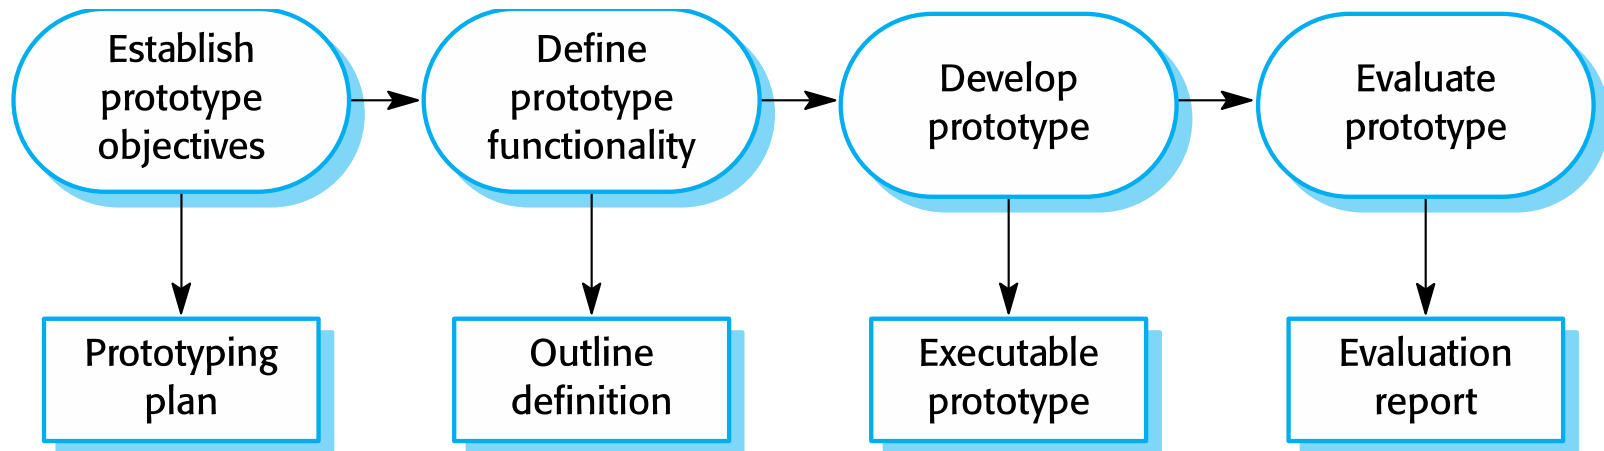 Establish
prototype
objectives
Define
prototype
functionality
Develop
prototype
Evaluate
prototype
Prototyping
plan
Outline
definition
Executable
prototype
Evaluation
report